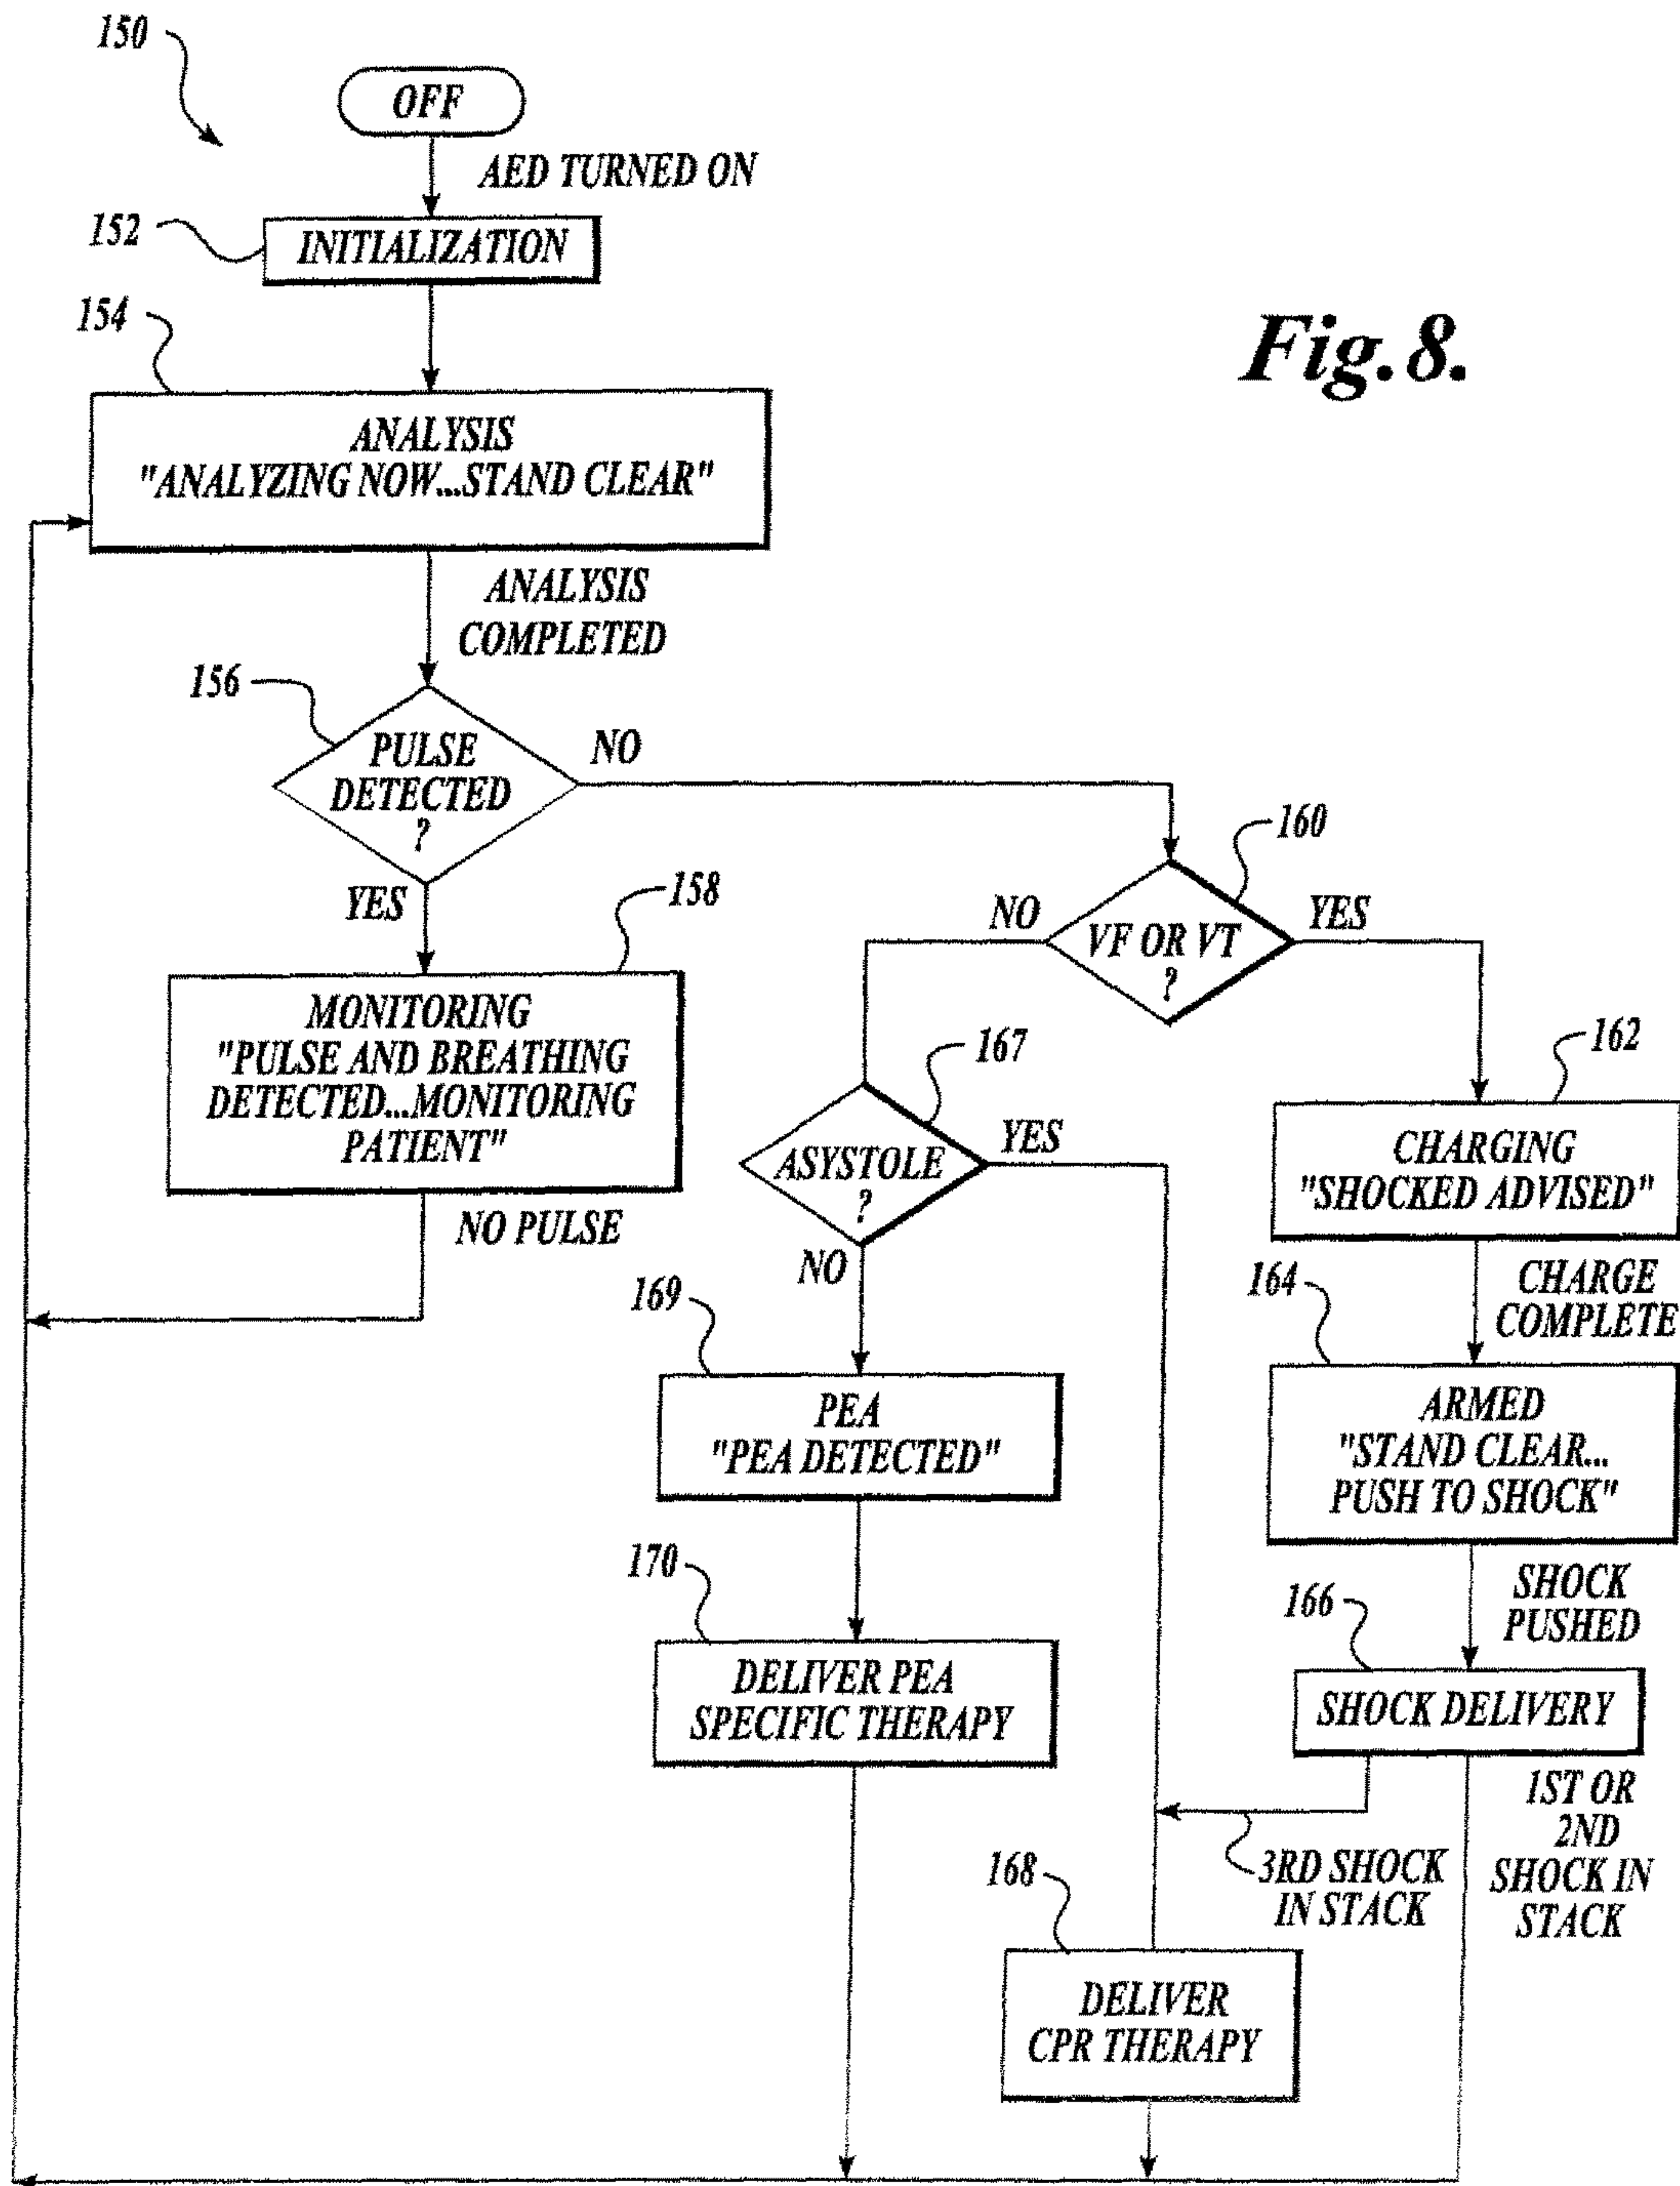 150
OFF
AED TURNED ON
152
INITIALIZATION
154
Fig. 8.
ANALYSIS
"ANALYZING NOW...STAND CLEAR"
ANALYSIS
COMPLETED
156
PULSE
DETECTED
?
NO
YES
158
MONITORING
"PULSE AND BREATHING
DETECTED...MONITORING
PATIENT"
NO PULSE
160
NO
VF OR VT
?
YES
167
ASYSTOLE
?
YES
NO
162
CHARGING
"SHOCKED ADVISED"
CHARGE
COMPLETE
164
ARMED
"STAND CLEAR...
PUSH TO SHOCK"
SHOCK
PUSHED
169
PEA
"PEA DETECTED"
170
DELIVER PEA
SPECIFIC THERAPY
166
SHOCK DELIVERY
1ST OR
2ND
SHOCK IN
STACK
3RD SHOCK
IN STACK
168
DELIVER
CPR THERAPY